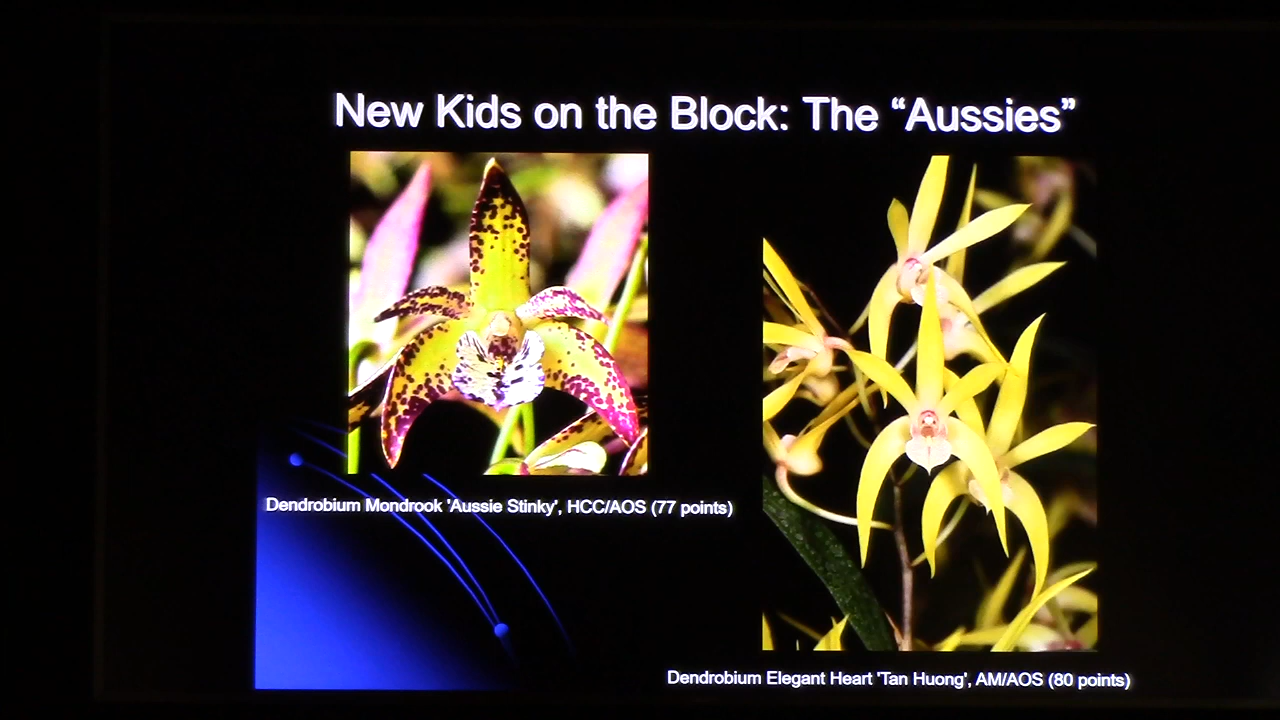 New Kids on the Block: The “Aussies”
Dendrobium Mondrook 'Aussie Stinky', HCC/AOS (77 points)
Dendrobium Elegant Heart 'Tan Huong', AM/AOS (80 points)